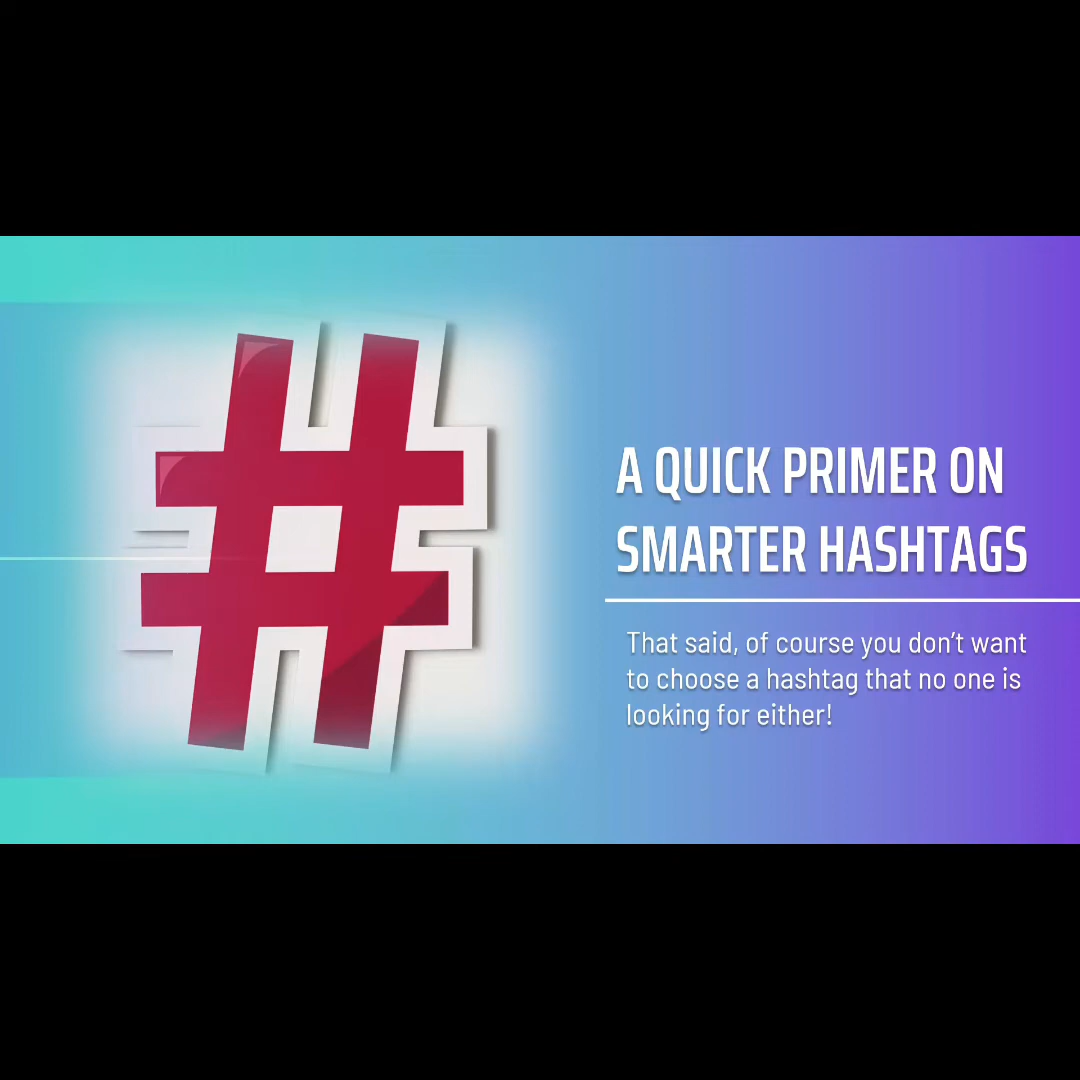 A QUICK PRIMER ON
SMARTER HASHTAGS
That said, of course you don’t want
to choose a hashtag that no one is
looking for either!